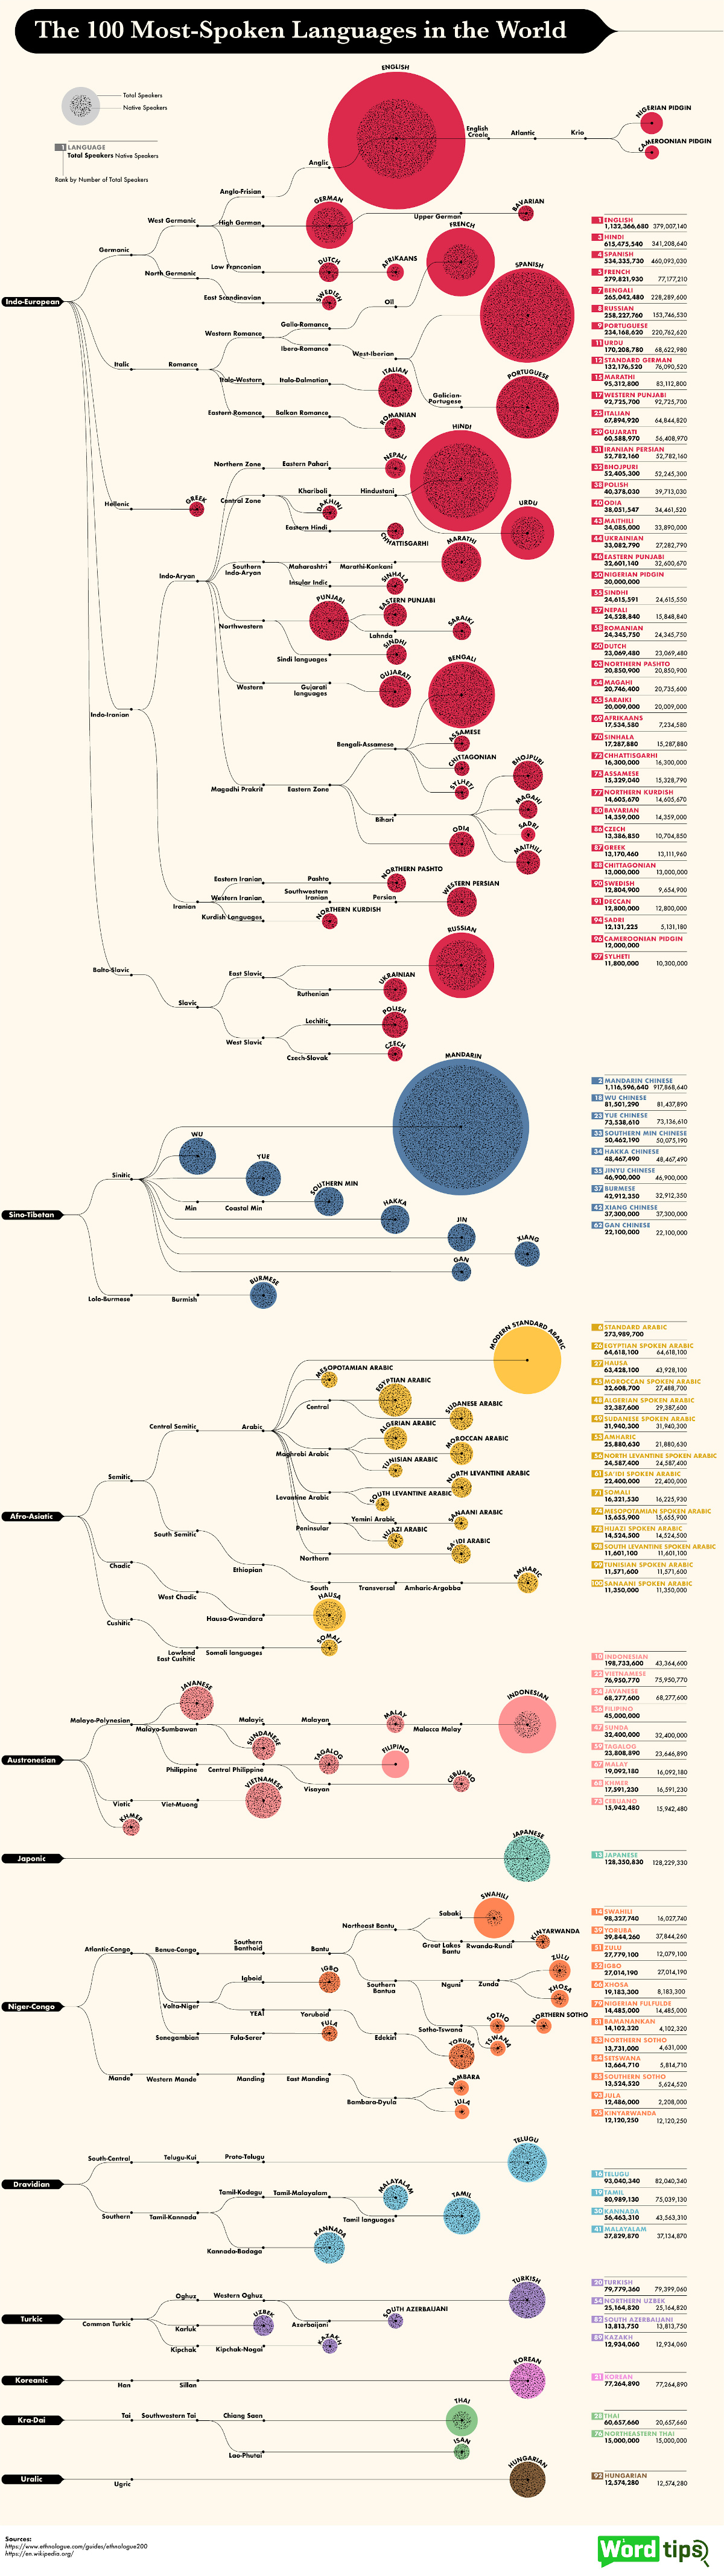 The 100 Most-Spoken Languages in the World
Total Speakers
Native Speakers
1 LANGUAGE
Total Speakers Native Speakers
Rank by Number of Total Speakers
ENGLISH
English Creole
Atlantic
Krio
NIGERIAN PIDGIN
CAMEROONIAN PIDGIN
Anglic
Anglo-Frisian
West Germanic
High German
GERMAN
Upper German
BAVARIAN
Germanic
North Germanic
Low Franconian
DUTCH
AFRIKAANS
FRENCH
East Scandinavian
SWEDISH
Oil
SPANISH
Indo-European
Gallo-Romance
Western Romance
Ibero-Romance
West-Iberian
Italic
Romance
Italo-Western
Italo-Dalmatian
ITALIAN
Galician-Portugese
PORTUGUESE
Eastern Romance
Balkan Romance
ROMANIAN
HINDI
Northern Zone
Eastern Pahari
NEPALI
Hellenic
GREEK
Central Zone
Khariboli
Hindustani
DAKHINI
URDU
Eastern Hindi
CHHATTISGARHI
MARATHI
Indo-Aryan
Southern Indo-Aryan
Maharashtri
Marathi-Konkani
Insular Indic
SINHALA
PUNJABI
EASTERN PUNJABI
Northwestern
Lahnda
SARAIKI
Sindi languages
SINDHI
BENGALI
Western
Gujarati languages
GUJARATI
Indo-Iranian
Bengali-Assamese
ASSAMESE
CHITTAGONIAN
SYLHETI
Magadhi Prakrit
Eastern Zone
BHOJPURI
Bihari
MAGAHI
SADRI
ODIA
MAITHILI
Eastern Iranian
Pashto
NORTHERN PASHTO
Iranian
Western Iranian
Southwestern Iranian
Persian
WESTERN PERSIAN
Kurdish Languages
NORTHERN KURDISH
RUSSIAN
Balto-Slavic
East Slavic
UKRAINIAN
Ruthenian
Slavic
Lechitic
POLISH
West Slavic
Czech-Slovak
CZECH
1 ENGLISH
1,132,366,680 379,007,140
3 HINDI
615,475,540 341,208,640
4 SPANISH
534,335,730 460,093,030
5 FRENCH
279,821,930 77,177,210
7 BENGALI
265,042,480 228,289,600
8 RUSSIAN
258,227,760 153,746,530
9 PORTUGUESE
234,168,620 220,762,620
11 URDU
170,208,780 68,622,980
12 STANDARD GERMAN
132,176,520 76,090,520
15 MARATHI
95,312,800 83,112,800
17 WESTERN PUNJABI
92,725,700 92,725,700
25 ITALIAN
67,894,920 64,844,820
29 GUJARATI
60,588,970 56,408,970
31 IRANIAN PERSIAN
52,782,160 52,782,160
32 BHOJPURI
52,405,300 52,245,300
38 POLISH
40,378,030 39,713,030
40 ODIA
38,051,547 34,461,520
43 MAITHILI
34,085,000 33,890,000
44 UKRAINIAN
33,082,790 27,282,790
46 EASTERN PUNJABI
32,601,140 32,600,670
50 NIGERIAN PIDGIN
30,000,000
55 SINDHI
24,615,591 24,615,550
57 NEPALI
24,528,840 15,848,840
58 ROMANIAN
24,345,750 24,345,750
60 DUTCH
23,069,480 23,069,480
63 NORTHERN PASHTO
20,850,900 20,850,900
64 MAGAHI
20,746,400 20,735,600
65 SARAIKI
20,009,000 20,009,000
69 AFRIKAANS
17,534,580 7,234,580
70 SINHALA
17,287,880 15,287,880
72 CHHATTISGARHI
16,300,000 16,300,000
75 ASSAMESE
15,329,040 15,328,790
77 NORTHERN KURDISH
14,605,670 14,605,670
80 BAVARIAN
14,359,000 14,359,000
86 CZECH
13,386,850 10,704,850
87 GREEK
13,170,460 13,111,960
88 CHITTAGONIAN
13,000,000 13,000,000
90 SWEDISH
12,804,900 9,654,900
91 DECCAN
12,800,000 12,800,000
94 SADRI
12,131,225 5,131,180
96 CAMEROONIAN PIDGIN
12,000,000
97 SYLHETI
11,800,000 10,300,000
MANDARIN
WU
YUE
Sinitic
SOUTHERN MIN
Min
Coastal Min
HAKKA
Sino-Tibetan
JIN
XIANG
GAN
BURMESE
Lolo-Burmese
Burmish
2 MANDARIN CHINESE
1,116,596,640 917,868,640
18 WU CHINESE
81,501,290 81,437,890
23 YUE CHINESE
73,538,610 73,136,610
33 SOUTHERN MIN CHINESE
50,462,190 50,075,190
34 HAKKA CHINESE
48,467,490 48,467,490
35 JINYU CHINESE
46,900,000 46,900,000
37 BURMESE
42,912,350 32,912,350
42 XIANG CHINESE
37,300,000 37,300,000
62 GAN CHINESE
22,100,000 22,100,000
MODERN STANDARD ARABIC
MESOPOTAMIAN ARABIC
EGYPTIAN ARABIC
Central
SUDANESE ARABIC
Central Semitic
Arabic
ALGERIAN ARABIC
MOROCCAN ARABIC
Maghrebi Arabic
TUNISIAN ARABIC
Semitic
NORTH LEVANTINE ARABIC
Levantine Arabic
SOUTH LEVANTINE ARABIC
Afro-Asiatic
SANAANI ARABIC
Yemini Arabic
South Semitic
Peninsular
HIJAZI ARABIC
SA'IDI ARABIC
Northern
Chadic
Ethiopian
South
Transversal
Amharic-Argobba
AMHARIC
West Chadic
HAUSA
Hausa-Gwandara
Cushitic
Lowland East Cushitic
Somali languages
SOMALI
6 STANDARD ARABIC
273,989,700
26 EGYPTIAN SPOKEN ARABIC
64,618,100 64,618,100
27 HAUSA
63,428,100 43,928,100
45 MOROCCAN SPOKEN ARABIC
32,608,700 27,488,700
48 ALGERIAN SPOKEN ARABIC
32,387,600 29,387,600
49 SUDANESE SPOKEN ARABIC
31,940,300 31,940,300
53 AMHARIC
25,880,630 21,880,630
56 NORTH LEVANTINE SPOKEN ARABIC
24,587,400 24,587,400
61 SA'IDI SPOKEN ARABIC
22,400,000 22,400,000
71 SOMALI
16,321,530 16,225,930
74 MESOPOTAMIAN SPOKEN ARABIC
15,655,900 15,655,900
78 HIJAZI SPOKEN ARABIC
14,524,500 14,524,500
98 SOUTH LEVANTINE SPOKEN ARABIC
11,601,100 11,601,100
99 TUNISIAN SPOKEN ARABIC
11,571,600 11,571,600
100 SANAANI SPOKEN ARABIC
11,350,000 11,350,000
JAVANESE
Malayo-Polynesian
Malayo-Sumbawan
Malayic
Malayan
MALAY
Malacca Malay
INDONESIAN
SUNDANESE
Austronesian
Philippine
Central Philippine
TAGALOG
FILIPINO
Visayan
CEBUANO
VIETNAMESE
Viotic
Viet-Muong
KHMER
10 INDONESIAN
198,733,600 43,364,600
22 VIETNAMESE
76,950,770 75,950,770
24 JAVANESE
68,277,600 68,277,600
36 FILIPINO
45,000,000
47 SUNDA
32,400,000 32,400,000
59 TAGALOG
23,808,890 23,646,890
67 MALAY
19,092,180 16,092,180
68 KHMER
17,591,230 16,591,230
73 CEBUANO
15,942,480 15,942,480
Japonic
JAPANESE
13 JAPANESE
128,350,830 128,229,330
SWAHILI
Sabaki
Northeast Bantu
KINYARWANDA
Great Lakes Bantu
Rwanda-Rundi
Atlantic-Congo
Benue-Congo
Southern Banthoid
Bantu
IGBO
Igboid
Southern Bantua
Nguni
Zunda
ZULU
XHOSA
Niger-Congo
Volta-Niger
YEAI
Yoruboid
SOTHO
NORTHERN SOTHO
Sotho-Tswana
TSWANA
Senegambian
Fula-Serer
FULA
Edekiri
YORUBA
Mande
Western Mande
Manding
East Manding
BAMBARA
Bambara-Dyula
JULA
14 SWAHILI
98,327,740 16,027,740
39 YORUBA
39,844,260 37,844,260
51 ZULU
27,779,100 12,079,100
52 IGBO
27,014,190 27,014,190
66 XHOSA
19,183,300 8,183,300
79 NIGERIAN FULFULDE
14,485,000 14,485,000
81 BAMANANKAN
14,102,320 4,102,320
83 NORTHERN SOTHO
13,731,000 4,631,000
84 SETSWANA
13,664,710 5,814,710
85 SOUTHERN SOTHO
13,524,520 5,624,520
93 JULA
12,486,000 2,208,000
95 KINYARWANDA
12,120,250 12,120,250
Dravidian
South-Central
Telugu-Kui
Proto-Telugu
TELUGU
Tamil-Kodagu
Tamil-Malayalam
MALAYALAM
TAMIL
Southern
Tamil-Kannada
Tamil languages
KANNADA
Kannada-Badaga
16 TELUGU
93,040,340 82,040,340
19 TAMIL
80,989,130 75,039,130
30 KANNADA
56,463,310 43,563,310
41 MALAYALAM
37,829,870 37,134,870
Turkic
Oghuz
Western Oghuz
TURKISH
SOUTH AZERBAIJANI
Common Turkic
UZBEK
Azerbaijani
Karluk
KAZAKH
Kipchak
Kipchak-Nogai
20 TURKISH
79,779,360 79,399,060
54 NORTHERN UZBEK
25,164,820 25,164,820
82 SOUTH AZERBAIJANI
13,813,750 13,813,750
89 KAZAKH
12,934,060 12,934,060
Koreanic
Han
Sillan
KOREAN
21 KOREAN
77,264,890 77,264,890
Kra-Dai
Tai
Southwestern Tai
Chiang Saen
THAI
ISAN
Lao-Phutai
28 THAI
60,657,660 20,657,660
76 NORTHEASTERN THAI
15,000,000 15,000,000
Uralic
Ugric
HUNGARIAN
92 HUNGARIAN
12,574,280 12,574,280
Sources:
https://www.ethnologue.com/guides/ethnologue200
https://en.wikipedia.org/
Word tips